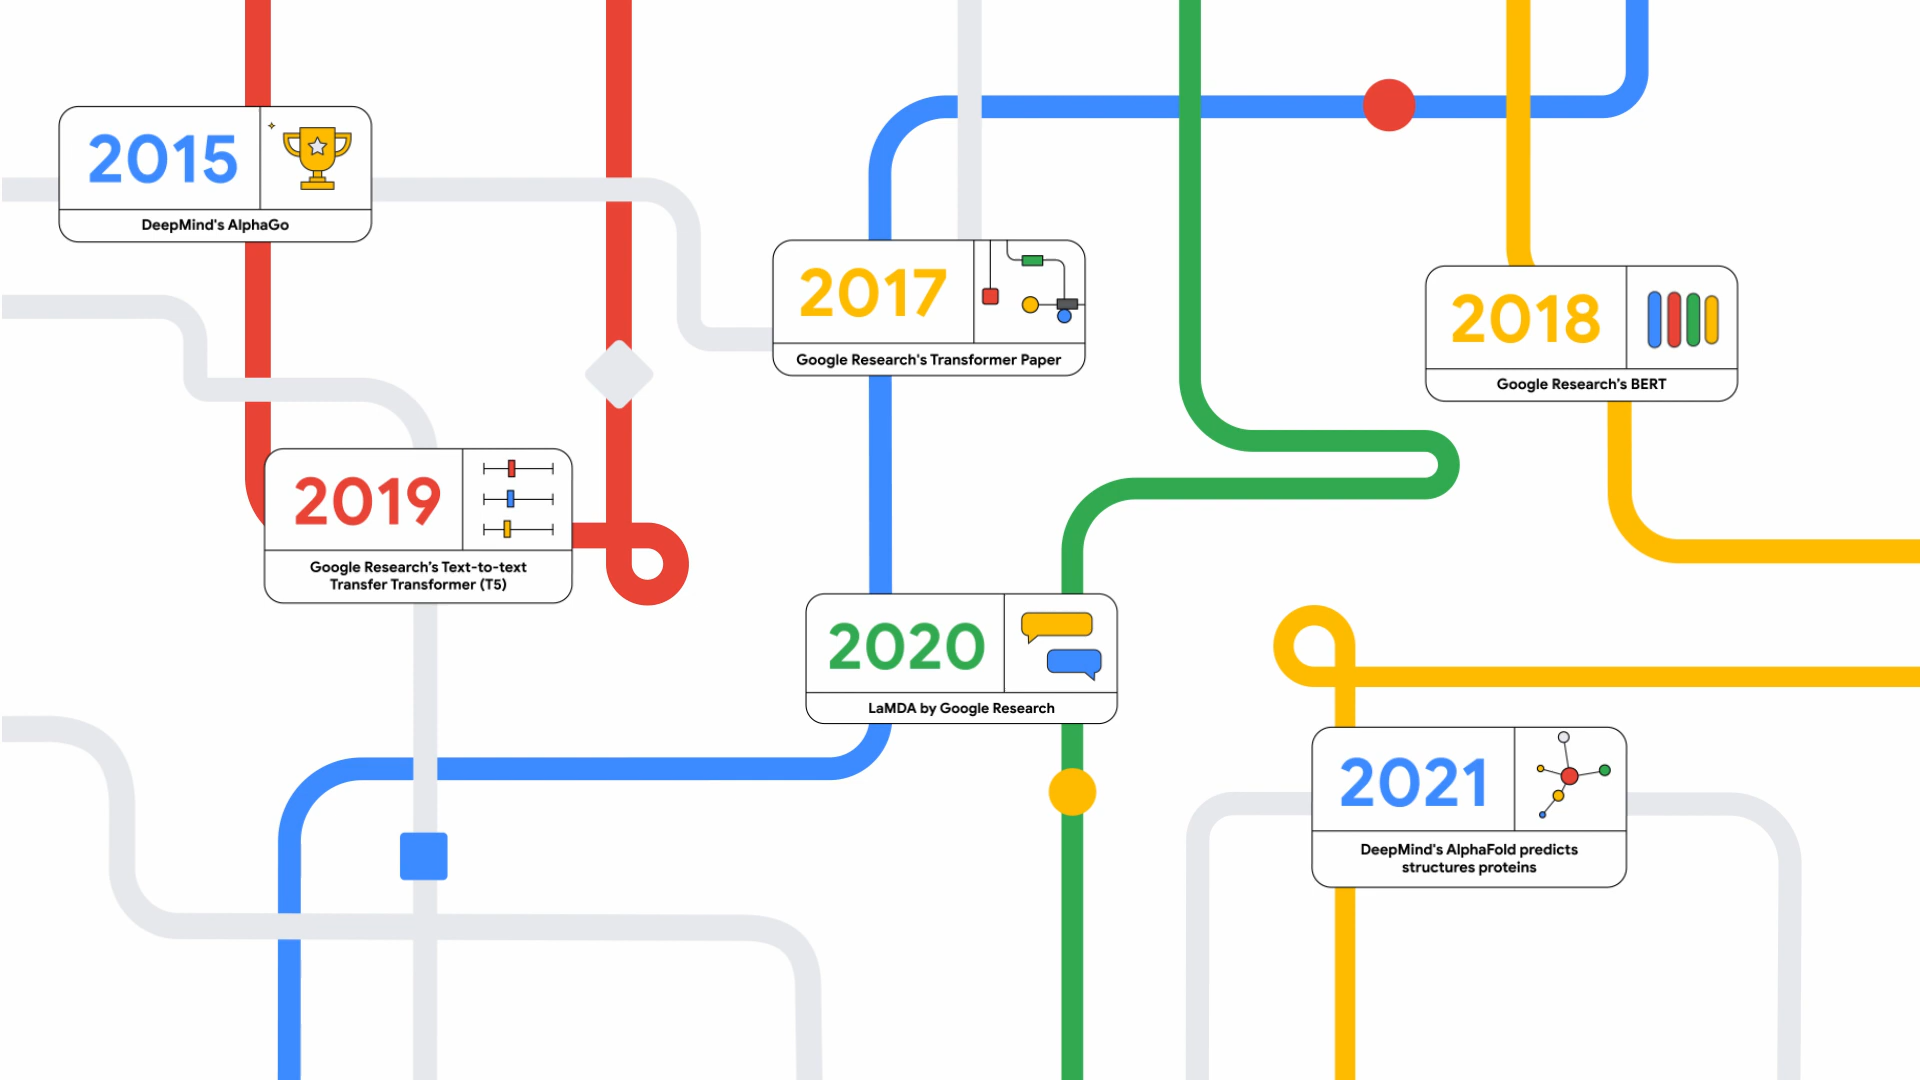 2015
DeepMind's AlphaGo
2017
Google Research's Transformer Paper
2018
Google Research's BERT
2019
Google Research's Text-to-text
Transfer Transformer (T5)
2020
LaMDA by Google Research
2021
DeepMind's AlphaFold predicts
structures proteins